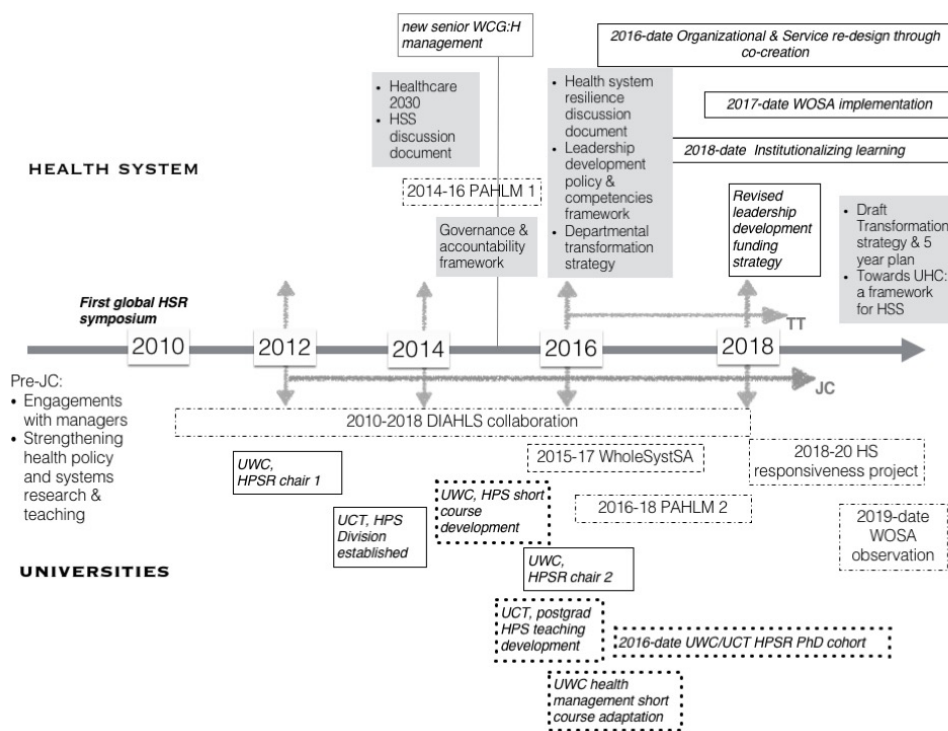 new senior WCG:H
management
2016-date Organizational & Service re-design through
co-creation
• Healthcare
2030
• HSS
discussion
document
• Health system
resilience
discussion
document
• Leadership
development
policy &
competencies
framework
• Departmental
transformation
strategy
2017-date WOSA implementation
2018-date Institutionalizing learning
HEALTH SYSTEM
2014-16 PAHLM 1
Governance &
accountability
framework
Revised
leadership
development
funding
strategy
• Draft
Transformation
strategy & 5
year plan
• Towards UHC:
a framework
for HSS
First global HSR
symposium
TT
2010
2012
2014
2016
2018
JC
Pre-JC:
• Engagements
with managers
• Strengthening
health policy
and systems
research &
teaching
2010-2018 DIAHLS collaboration
UWC,
HPSR chair 1
2015-17 WholeSystSA
2018-20 HS
responsiveness project
UCT, HPS
Division
established
UWC, HPS short
course
development
2016-18 PAHLM 2
2019-date
WOSA
observation
UNIVERSITIES
UWC,
HPSR chair 2
UCT, postgrad
HPS teaching
development
2016-date UWC/UCT HPSR PhD cohort
UWC health
management short
course adaptation